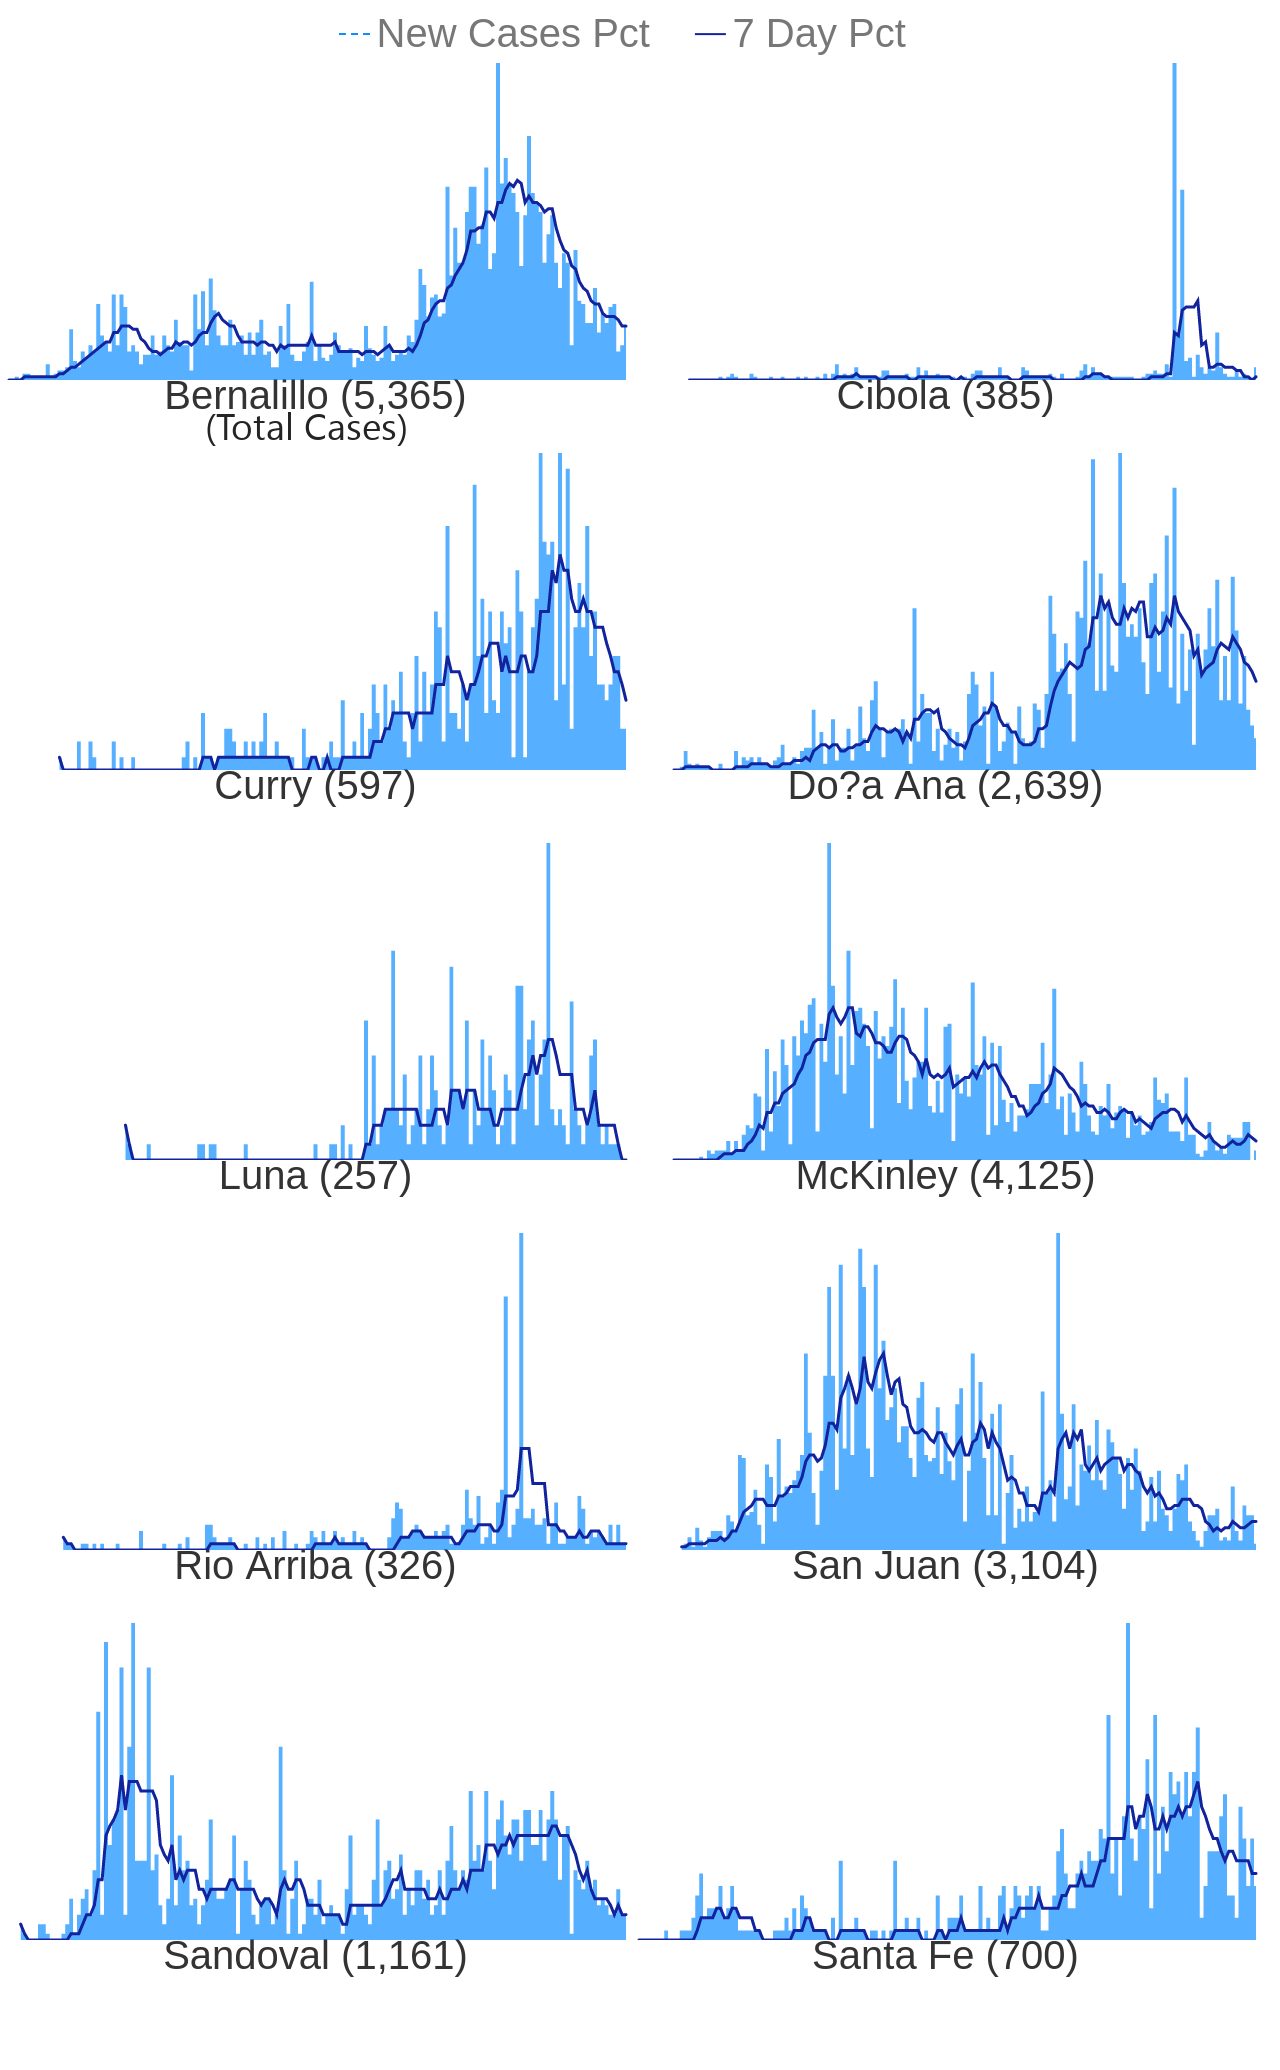 New Cases Pct 7 Day Pct
Bernalillo (5,365) Cibola (385)
(Total Cases)
Curry (597) Do?a Ana (2,639)
Luna (257) McKinley (4,125)
Rio Arriba (326) San Juan (3,104)
Sandoval (1,161) Santa Fe (700)